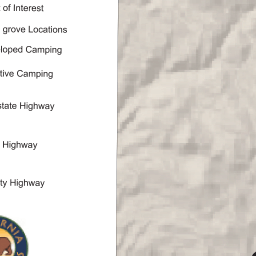 of Interest
grove Locations
loped Camping
tive Camping
state Highway
Highway
ty Highway